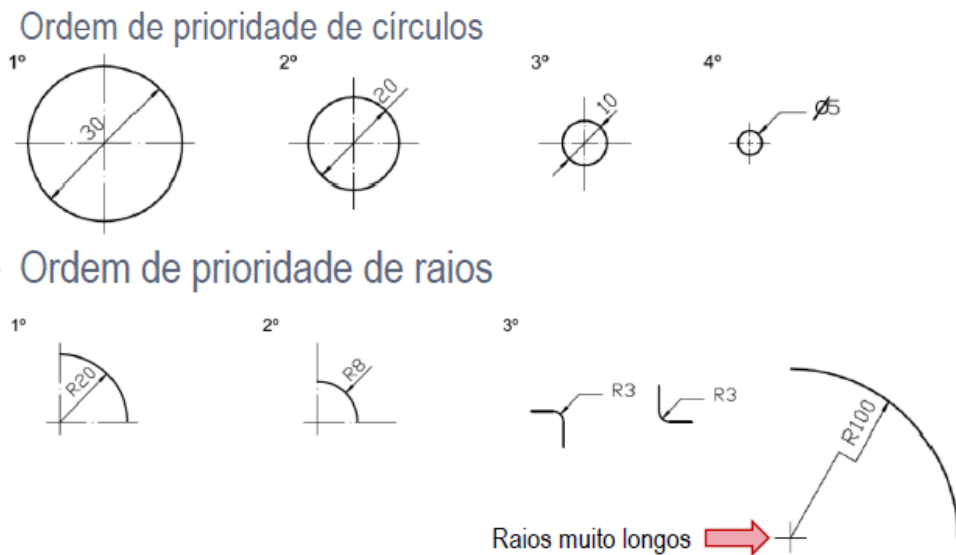 Ordem de prioridade de círculos
1º 2º 3º 4º
30 20 10 Ø5
Ordem de prioridade de raios
1º 2º 3º
R20 R8 R3 R3 R100
Raios muito longos